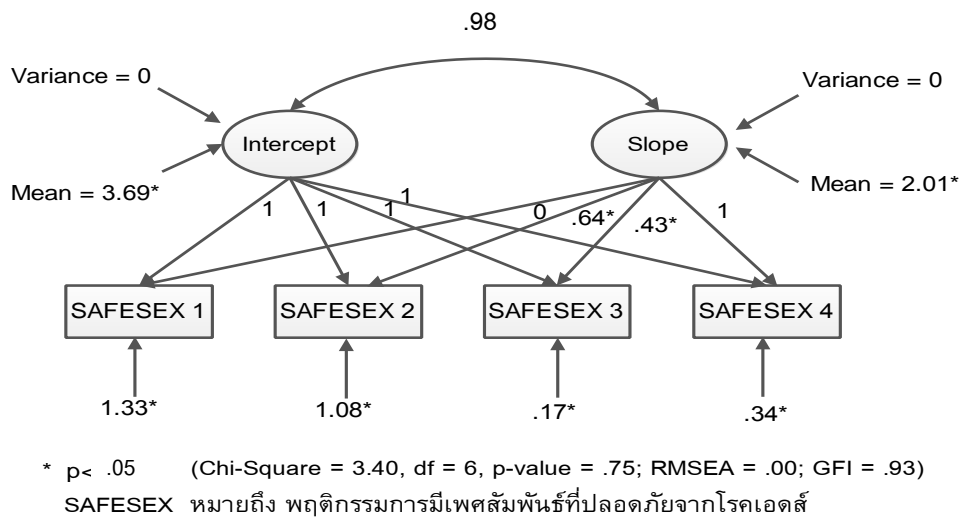 .98
Variance = 0
Variance = 0
Intercept
Slope
Mean = 3.69*
Mean = 2.01*
1
1
1
1
0
.64*
.43*
1
SAFESEX 1
SAFESEX 2
SAFESEX 3
SAFESEX 4
1.33*
1.08*
.17*
.34*
* p< .05 (Chi-Square = 3.40, df = 6, p-value = .75; RMSEA = .00; GFI = .93)
SAFESEX หมายถึง พฤติกรรมการมีเพศสัมพันธ์ที่ปลอดภัยจากโรคเอดส์